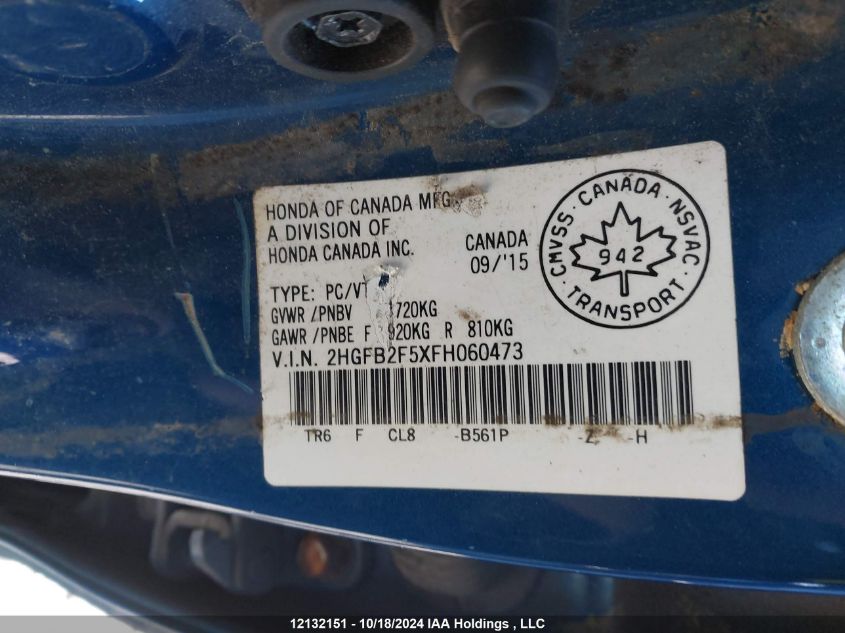 HONDA OF CANADA MFG.
A DIVISION OF
HONDA CANADA INC.
CANADA
09/'15
CMVSS · CANADA · NSVAC · TRANSPORT ·
942
TYPE: PC/VT
GVWR /PNBV 1720KG
GAWR /PNBE F 920KG R 810KG
V.I.N. 2HGFB2F5XFH060473
TR6 F CL8 -B561P -Z -H
12132151 - 10/18/2024 IAA Holdings , LLC